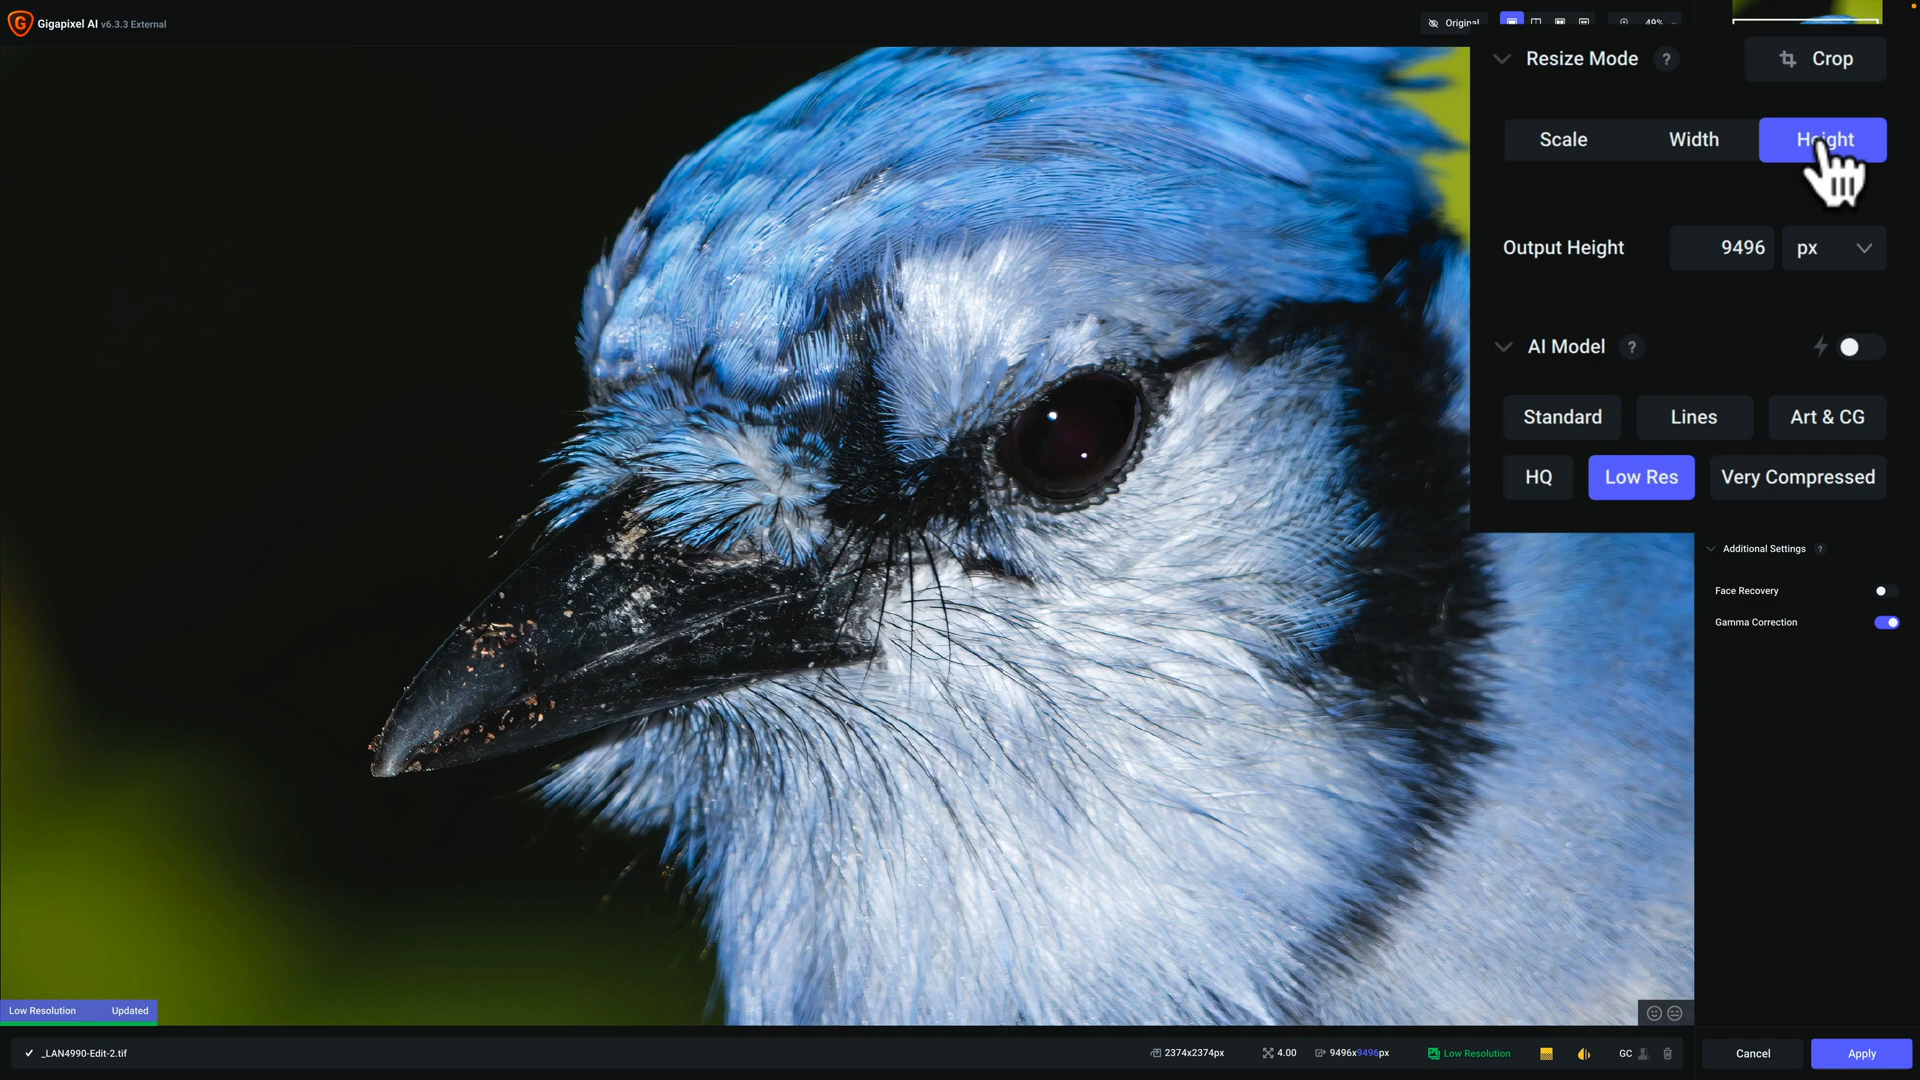 Gigapixel AI v6.3.3 External
Original
49%
Resize Mode ?
Crop
Scale Width Height
Output Height 9496 px
AI Model ?
Standard Lines Art & CG
HQ Low Res Very Compressed
Additional Settings ?
Face Recovery
Gamma Correction
Low Resolution Updated
_LAN4990-Edit-2.tif 2374x2374px 4.00 9496x9496px Low Resolution GC
Cancel Apply